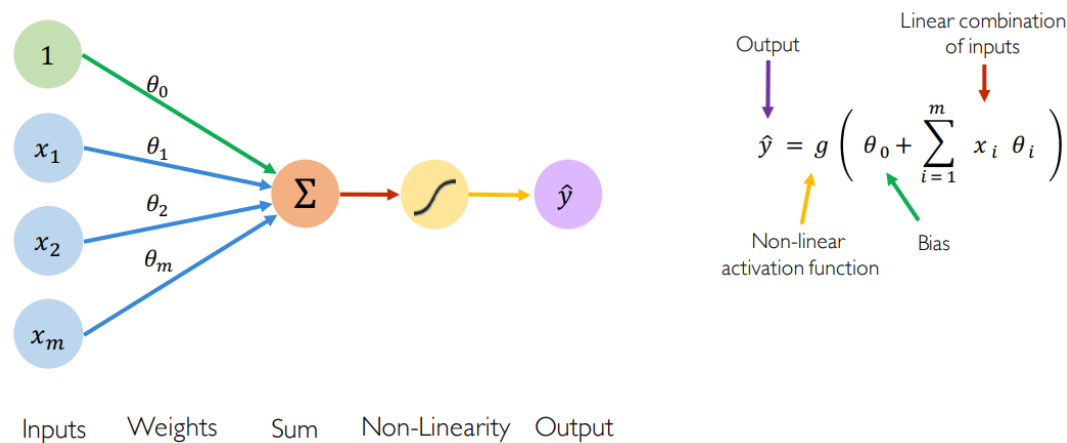 1
θ₀
x₁
θ₁
x₂
θ₂
xₘ
θₘ
Σ
ŷ
Inputs Weights Sum Non-Linearity Output
Output
Linear combination
of inputs
ŷ = g ( θ₀ + ∑ᵢ₌₁ᵐ xᵢ θᵢ )
Non-linear
activation function
Bias